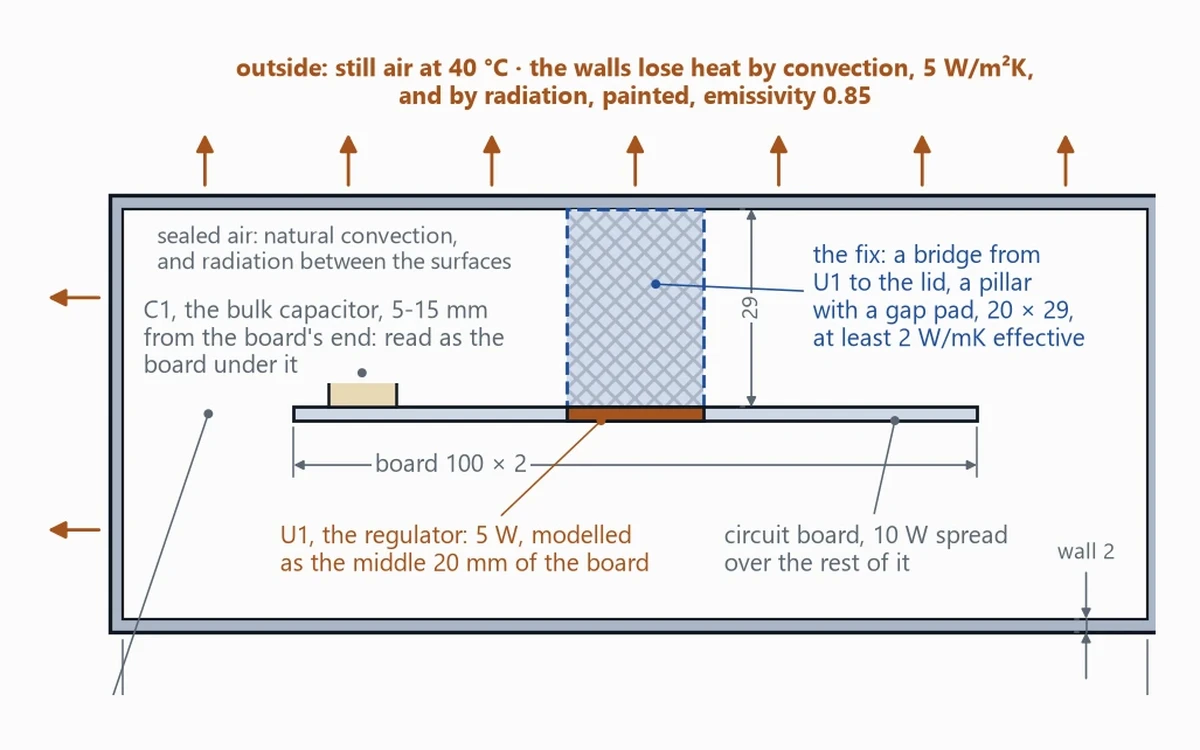 outside: still air at 40 °C · the walls lose heat by convection, 5 W/m²K,
and by radiation, painted, emissivity 0.85
sealed air: natural convection,
and radiation between the surfaces
C1, the bulk capacitor, 5-15 mm
from the board's end: read as the
board under it
29
the fix: a bridge from
U1 to the lid, a pillar
with a gap pad, 20 × 29,
at least 2 W/mK effective
board 100 × 2
U1, the regulator: 5 W, modelled
as the middle 20 mm of the board
circuit board, 10 W spread
over the rest of it
wall 2